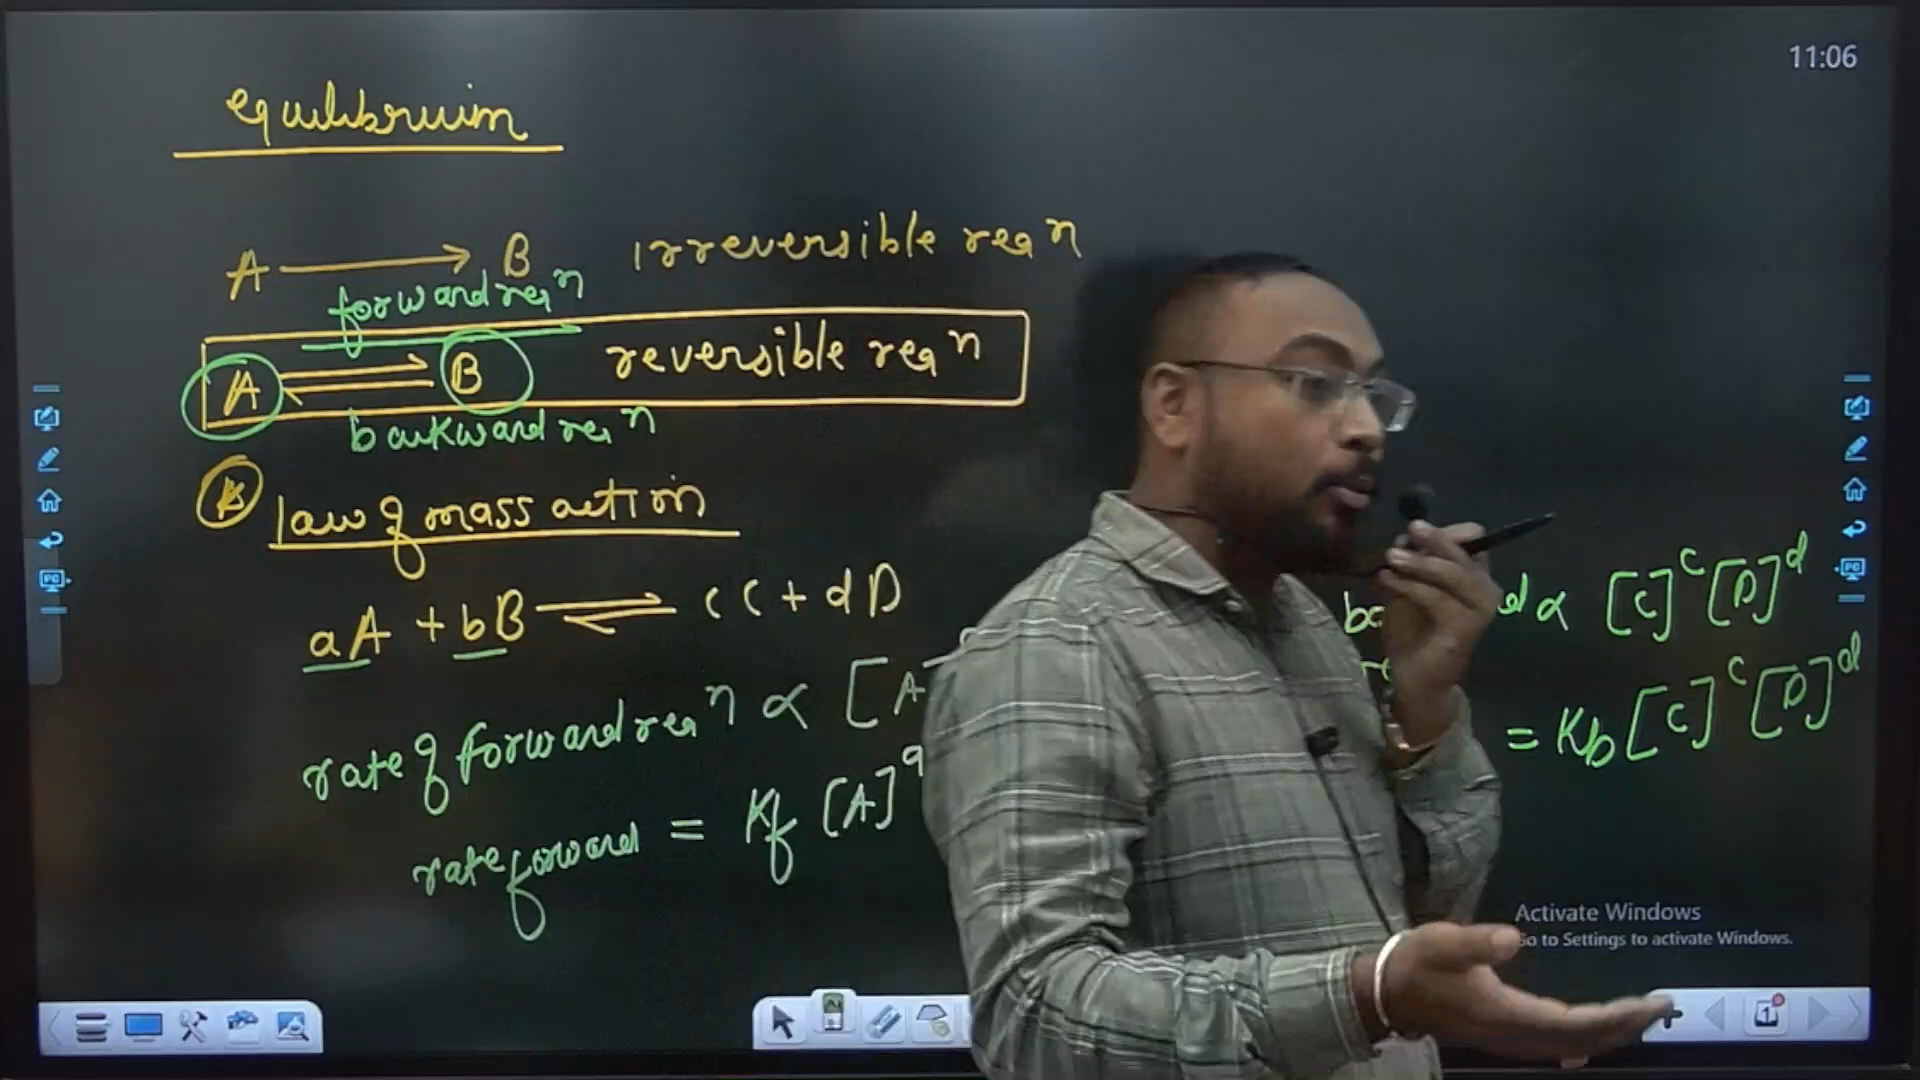 11:06
equilibrium
A → B irreversible reaⁿ
forward reaⁿ
A ⇌ B reversible reaⁿ
backward reaⁿ
law of mass action
aA + bB ⇌ cC + dD
rate of forward reaⁿ ∝ [A
rate forward = Kf [A]ᵃ
∝ [C]ᶜ [D]ᵈ
= Kb [C]ᶜ [D]ᵈ
Activate Windows
Go to Settings to activate Windows.